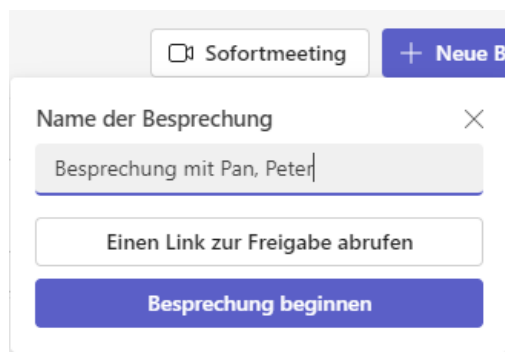 Sofortmeeting
Neue B
Name der Besprechung
Besprechung mit Pan, Peter
Einen Link zur Freigabe abrufen
Besprechung beginnen